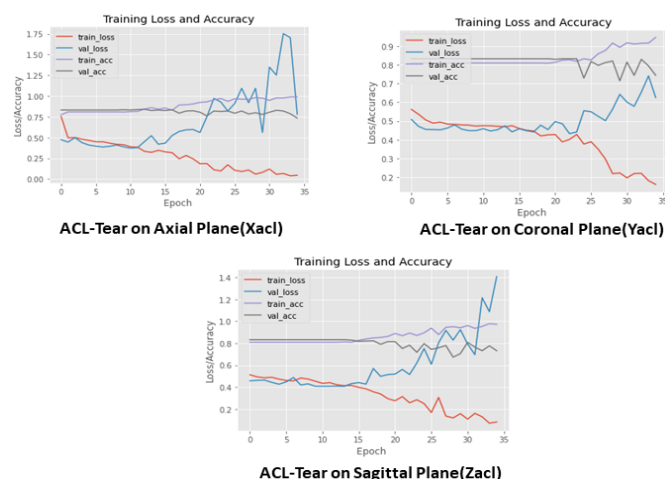 Training Loss and Accuracy
train_loss
val_loss
train_acc
val_acc
Loss/Accuracy
1.75
1.50
1.25
1.00
0.75
0.50
0.25
0.00
0 5 10 15 20 25 30 35
Epoch
ACL-Tear on Axial Plane(Xacl)
Training Loss and Accuracy
train_loss
val_loss
train_acc
val_acc
Loss/Accuracy
0.9
0.8
0.7
0.6
0.5
0.4
0.3
0.2
0 5 10 15 20 25 30 35
Epoch
ACL-Tear on Coronal Plane(Yacl)
Training Loss and Accuracy
train_loss
val_loss
train_acc
val_acc
Loss/Accuracy
1.4
1.2
1.0
0.8
0.6
0.4
0.2
0 5 10 15 20 25 30 35
Epoch
ACL-Tear on Sagittal Plane(Zacl)